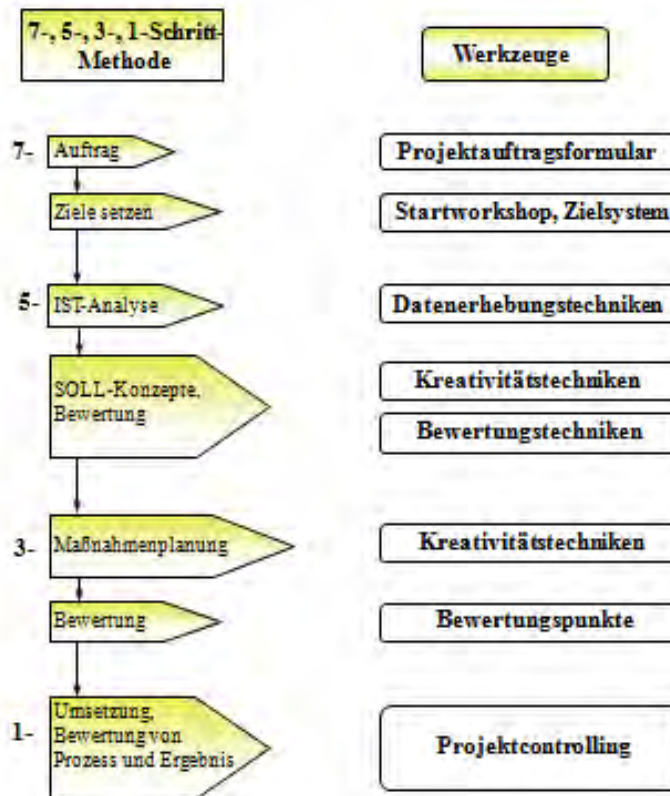 7-, 5-, 3-, 1-Schritt-
Methode
Werkzeuge
7-
Auftrag
Projektauftragsformular
Ziele setzen
Startworkshop, Zielsystem
5-
IST-Analyse
Datenerhebungstechniken
SOLL-Konzepte,
Bewertung
Kreativitätstechniken
Bewertungstechniken
3-
Maßnahmenplanung
Kreativitätstechniken
Bewertung
Bewertungspunkte
1-
Umsetzung,
Bewertung von
Prozess und Ergebnis
Projektcontrolling